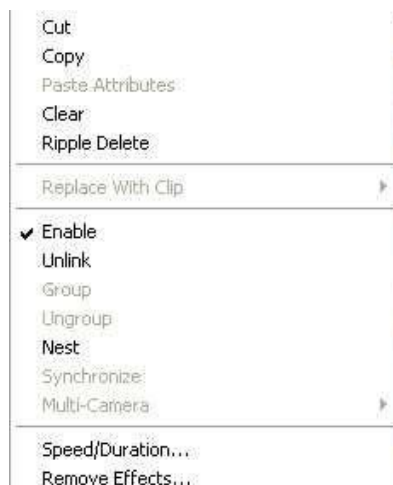 Cut
Copy
Paste Attributes
Clear
Ripple Delete
Replace With Clip
Enable
Unlink
Group
Ungroup
Nest
Synchronize
Multi-Camera
Speed/Duration...
Remove Effects...